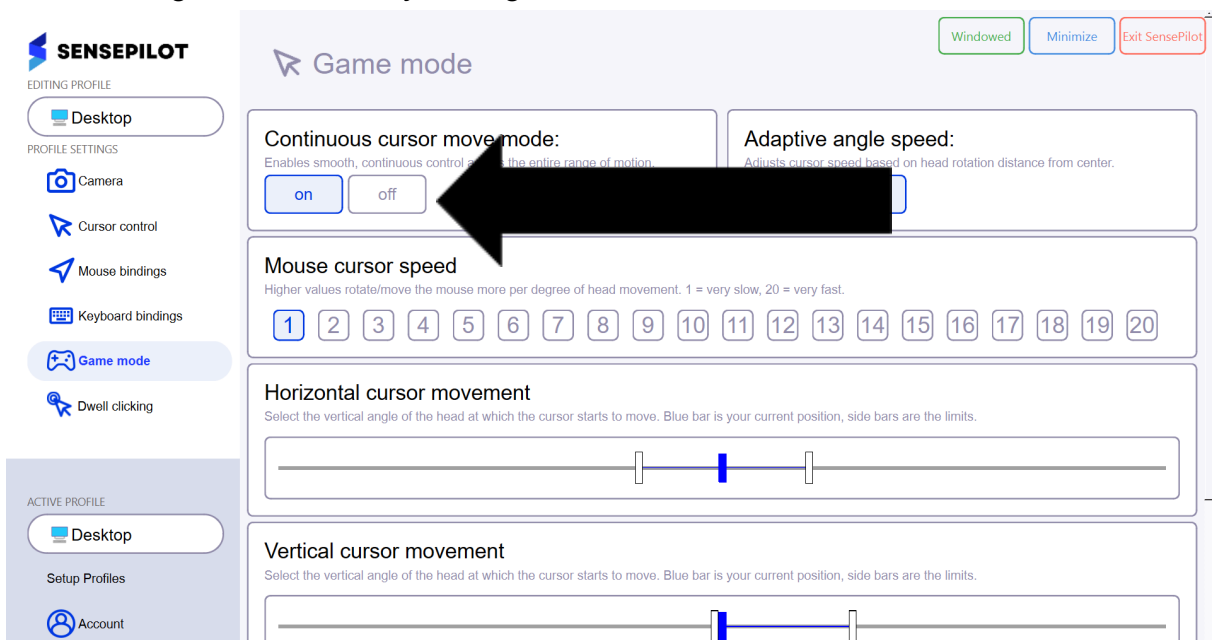 SENSEPILOT
EDITING PROFILE
Desktop
PROFILE SETTINGS
Camera
Cursor control
Mouse bindings
Keyboard bindings
Game mode
Dwell clicking
ACTIVE PROFILE
Desktop
Setup Profiles
Account
Windowed Minimize Exit SensePilot
Game mode
Continuous cursor move mode:
Enables smooth, continuous control the entire range of motion.
on off
Adaptive angle speed:
Adjusts cursor speed based on head rotation distance from center.
Mouse cursor speed
Higher values rotate/move the mouse more per degree of head movement. 1 = very slow, 20 = very fast.
1 2 3 4 5 6 7 8 9 10 11 12 13 14 15 16 17 18 19 20
Horizontal cursor movement
Select the vertical angle of the head at which the cursor starts to move. Blue bar is your current position, side bars are the limits.
Vertical cursor movement
Select the vertical angle of the head at which the cursor starts to move. Blue bar is your current position, side bars are the limits.